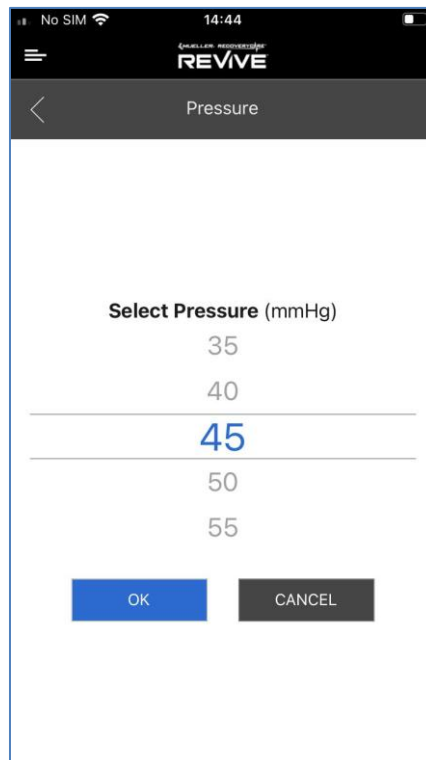 No SIM 14:44
MUELLER RECOVERYCARE
REVIVE
Pressure
Select Pressure (mmHg)
35
40
45
50
55
OK CANCEL